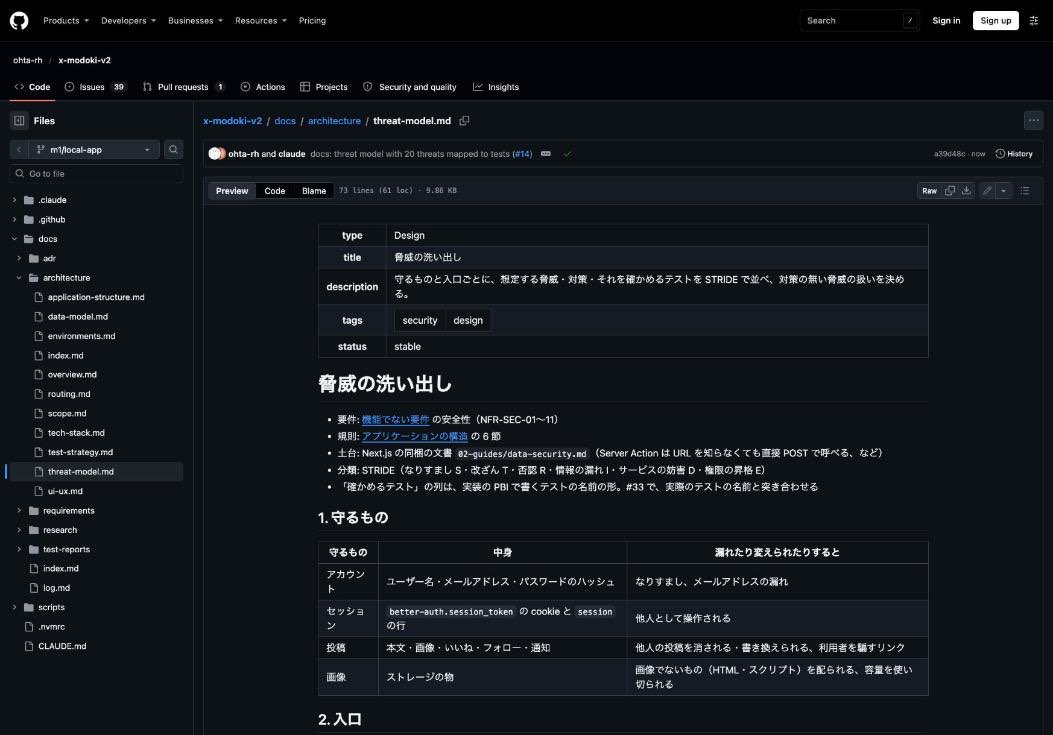 Products Developers Businesses Resources Pricing Search / Sign in Sign up
ohta-rh / x-modoki-v2
Code Issues 39 Pull requests 1 Actions Projects Security and quality Insights
Files
m1/local-app
Go to file
.claude
.github
docs
adr
architecture
application-structure.md
data-model.md
environments.md
index.md
overview.md
routing.md
scope.md
tech-stack.md
test-strategy.md
threat-model.md
ui-ux.md
requirements
research
test-reports
index.md
log.md
scripts
.nvmrc
CLAUDE.md
x-modoki-v2 / docs / architecture / threat-model.md
ohta-rh and claude docs: threat model with 20 threats mapped to tests (#14) a39d48c · now History
Preview Code Blame 73 lines (61 loc) · 9.86 KB Raw
type Design
title 脅威の洗い出し
description 守るものと入口ごとに、想定する脅威・対策・それを確かめるテストを STRIDE で並べ、対策の無い脅威の扱いを決め
る。
tags security design
status stable
脅威の洗い出し
• 要件: 機能でない要件 の安全性（NFR-SEC-01〜11）
• 規則: アプリケーションの構造 の 6 節
• 土台: Next.js の同梱の文書 02-guides/data-security.md（Server Action は URL を知らなくても直接 POST で呼べる、など）
• 分類: STRIDE（なりすまし S・改ざん T・否認 R・情報の漏れ I・サービスの妨害 D・権限の昇格 E）
• 「確かめるテスト」の列は、実装の PBI で書くテストの名前の形。#33 で、実際のテストの名前と突き合わせる
1. 守るもの
守るもの 中身 漏れたり変えられたりすると
アカウン
ト ユーザー名・メールアドレス・パスワードのハッシュ なりすまし、メールアドレスの漏れ
セッショ
ン better-auth.session_token の cookie と session
の行 他人として操作される
投稿 本文・画像・いいね・フォロー・通知 他人の投稿を消される・書き換えられる、利用者を騙すリンク
画像 ストレージの物 画像でないもの（HTML・スクリプト）を配られる、容量を使い
切られる
2. 入口